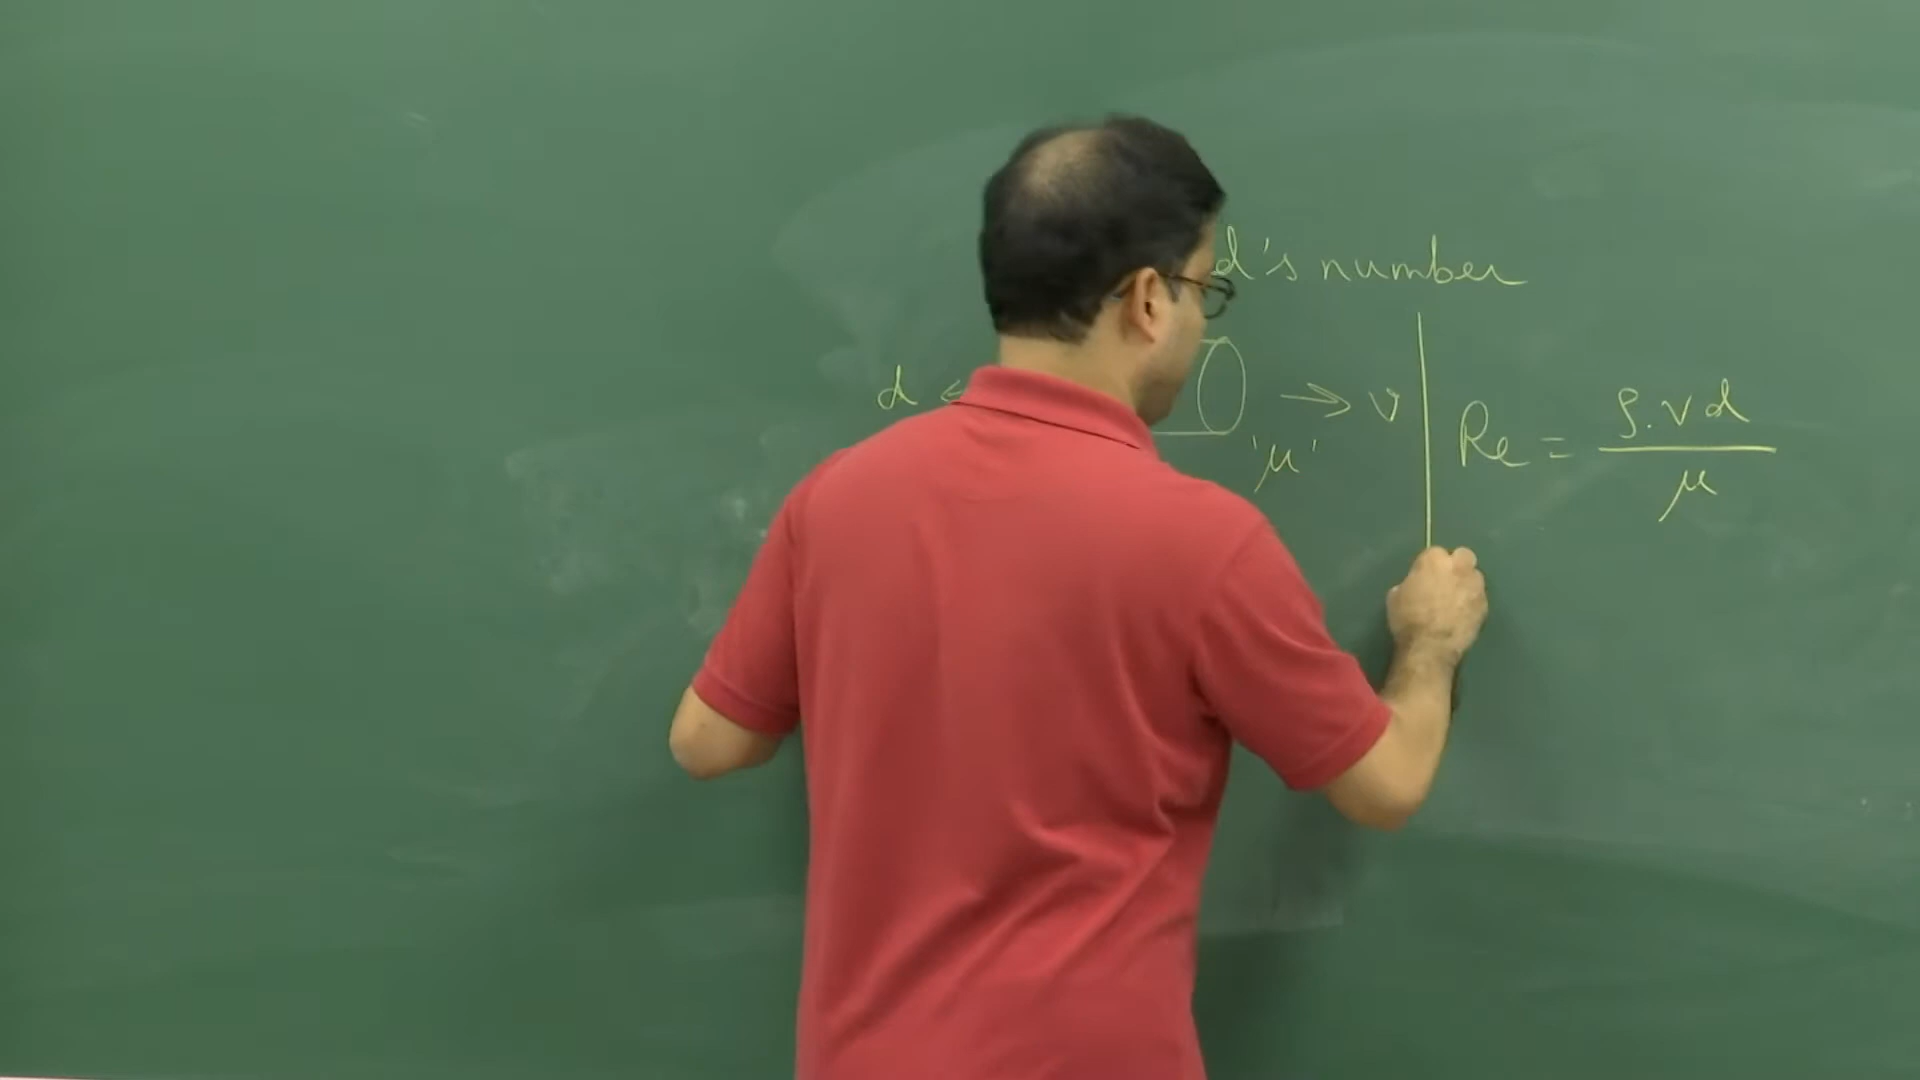 d's number
d ← → v
'μ'
Re = ρ.vd / μ